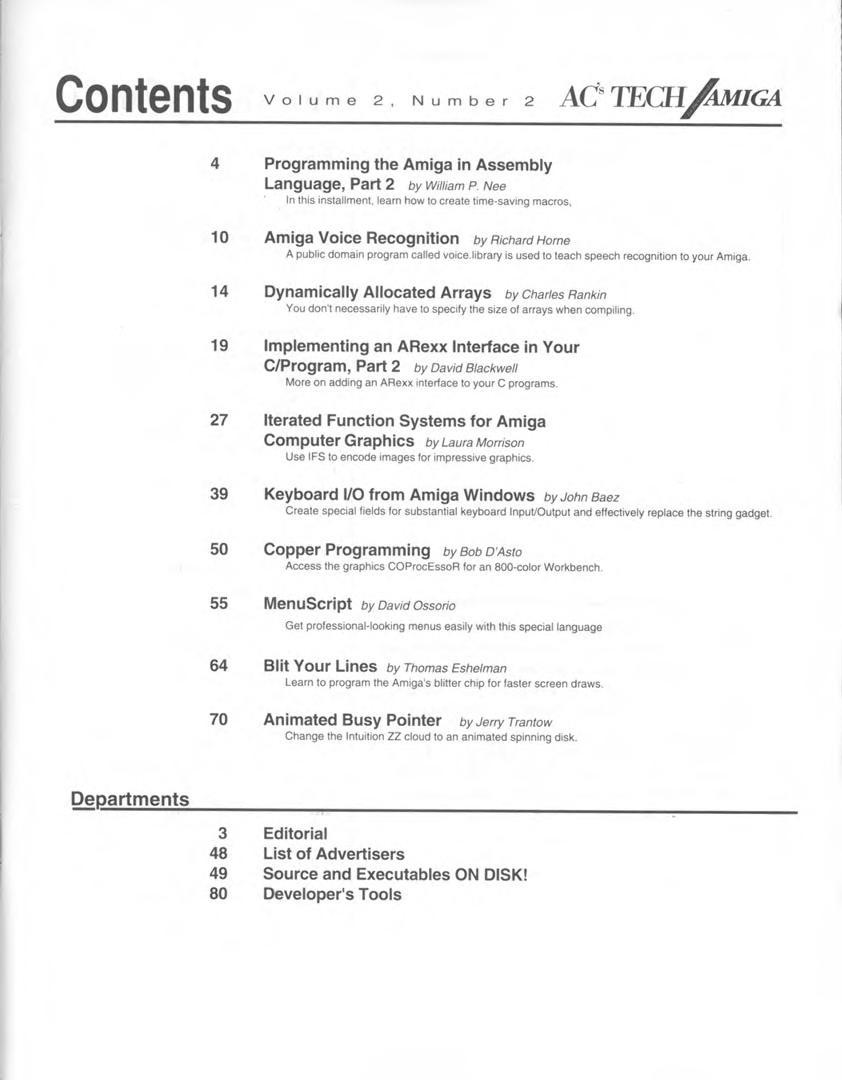 Contents Volume 2, Number 2 AC's TECH/AMIGA
4 Programming the Amiga in Assembly
Language, Part 2 by William P. Nee
In this installment, learn how to create time-saving macros,
10 Amiga Voice Recognition by Richard Horne
A public domain program called voice.library is used to teach speech recognition to your Amiga.
14 Dynamically Allocated Arrays by Charles Rankin
You don't necessarily have to specify the size of arrays when compiling.
19 Implementing an ARexx Interface in Your
C/Program, Part 2 by David Blackwell
More on adding an ARexx interface to your C programs.
27 Iterated Function Systems for Amiga
Computer Graphics by Laura Morrison
Use IFS to encode images for impressive graphics.
39 Keyboard I/O from Amiga Windows by John Baez
Create special fields for substantial keyboard Input/Output and effectively replace the string gadget.
50 Copper Programming by Bob D'Asto
Access the graphics COProcEssoR for an 800-color Workbench.
55 MenuScript by David Ossorio
Get professional-looking menus easily with this special language
64 Blit Your Lines by Thomas Eshelman
Learn to program the Amiga's blitter chip for faster screen draws.
70 Animated Busy Pointer by Jerry Trantow
Change the Intuition ZZ cloud to an animated spinning disk.
Departments
3 Editorial
48 List of Advertisers
49 Source and Executables ON DISK!
80 Developer's Tools